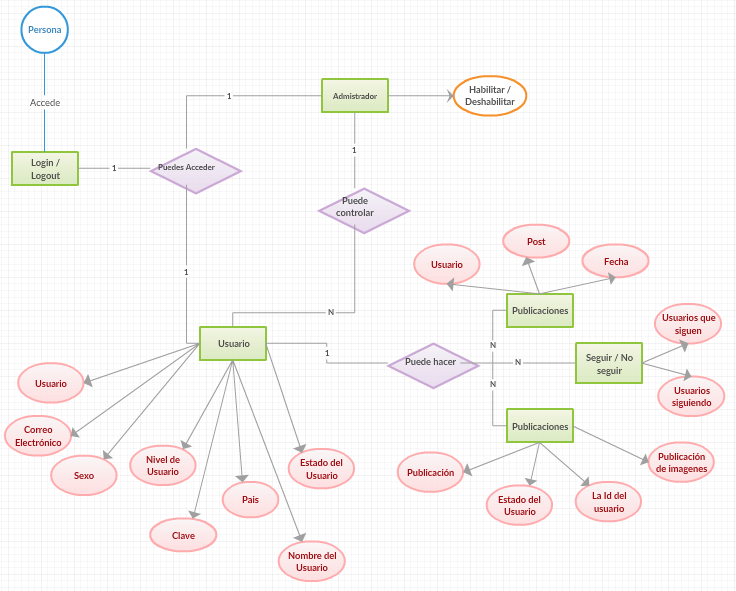 Persona
Accede
1
Admistrador
Habilitar /
Deshabilitar
Login /
Logout
1
Puedes Acceder
1
Puede
controlar
Usuario
Post
Fecha
1
N
Publicaciones
Usuarios que
siguen
Usuario
1
N
Puede hacer
N
Seguir / No
seguir
Usuario
N
Usuarios
siguiendo
Correo
Electrónico
Publicaciones
Sexo
Nivel de
Usuario
Estado del
Usuario
Publicación
Publicación
de imagenes
Pais
Estado del
Usuario
La Id del
usuario
Clave
Nombre del
Usuario